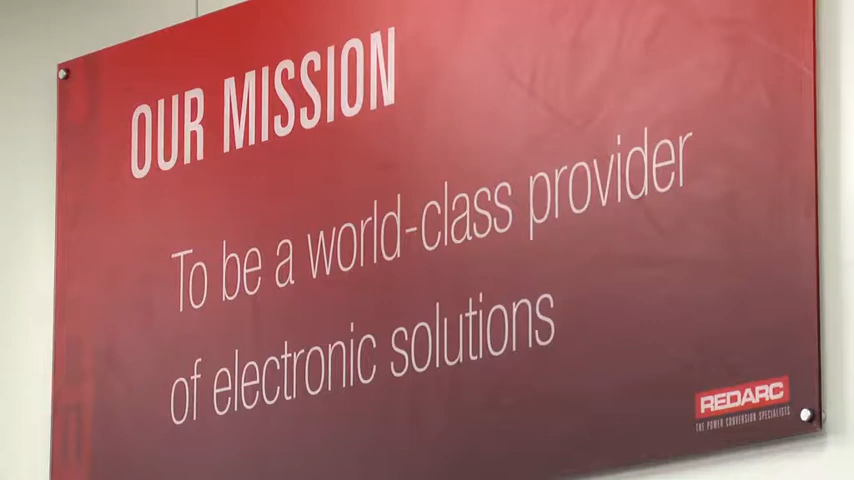 OUR MISSION
To be a world-class provider
of electronic solutions
REDARC
THE POWER CONVERSION SPECIALISTS